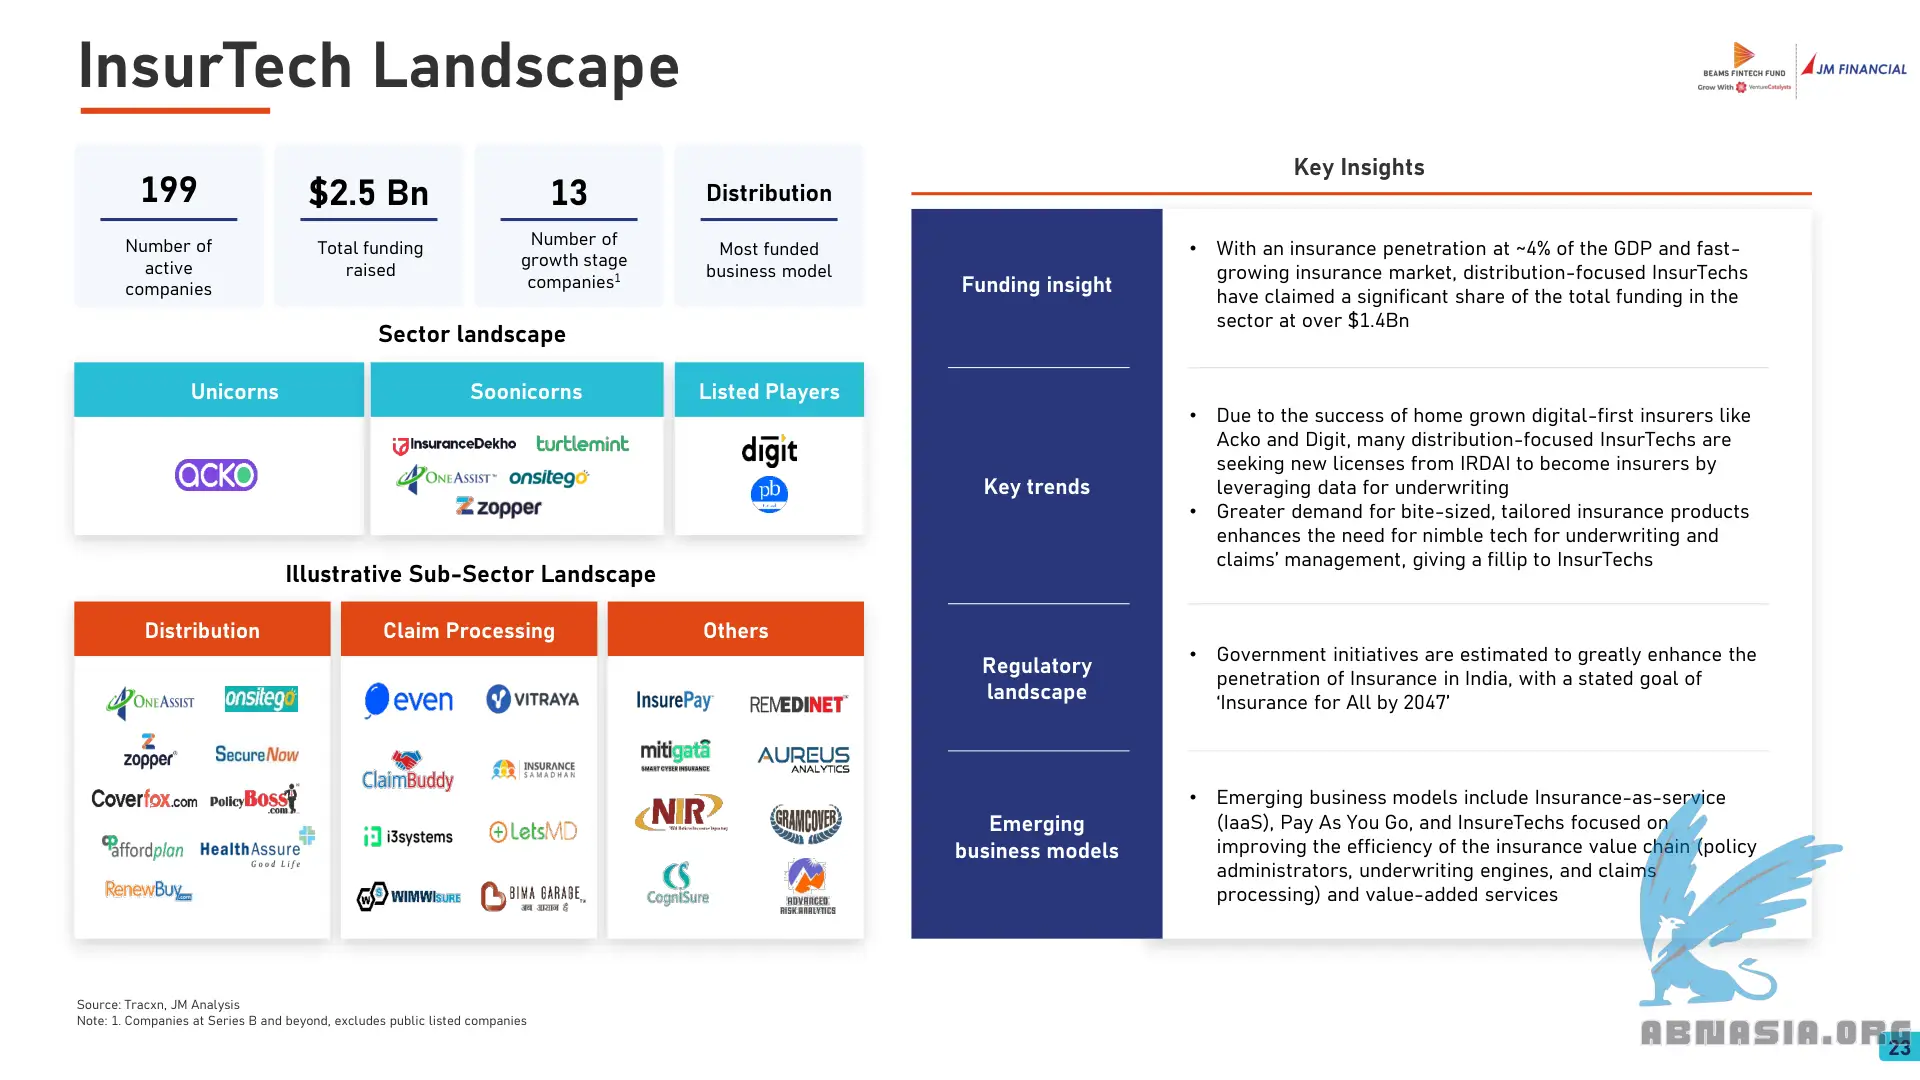 InsurTech Landscape
BEAMS FINTECH FUND
Grow With VentureCatalysts
JM FINANCIAL
199
Number of
active
companies
$2.5 Bn
Total funding
raised
13
Number of
growth stage
companies1
Distribution
Most funded
business model
Sector landscape
Unicorns
Soonicorns
Listed Players
acko
InsuranceDekho
turtlemint
ONEASSIST
onsitego
zopper
digit
pb
Illustrative Sub-Sector Landscape
Distribution
Claim Processing
Others
ONEASSIST
onsitego
zopper
SecureNow
Coverfox.com
PolicyBoss.com
affordplan
HealthAssure
Good Life
RenewBuy.com
even
VITRAYA
ClaimBuddy
INSURANCE
SAMADHAN
i3systems
LetsMD
WIMWISURE
BIMA GARAGE
अब आसान है
InsurePay
REMEDINET
mitigata
SMART CYBER INSURANCE
AUREUS
ANALYTICS
NIR
GRAMCOVER
CogniSure
ADVANCED
RISK ANALYTICS
Key Insights
Funding insight
• With an insurance penetration at ~4% of the GDP and fast-
growing insurance market, distribution-focused InsurTechs
have claimed a significant share of the total funding in the
sector at over $1.4Bn
Key trends
• Due to the success of home grown digital-first insurers like
Acko and Digit, many distribution-focused InsurTechs are
seeking new licenses from IRDAI to become insurers by
leveraging data for underwriting
• Greater demand for bite-sized, tailored insurance products
enhances the need for nimble tech for underwriting and
claims’ management, giving a fillip to InsurTechs
Regulatory
landscape
• Government initiatives are estimated to greatly enhance the
penetration of Insurance in India, with a stated goal of
‘Insurance for All by 2047’
Emerging
business models
• Emerging business models include Insurance-as-service
(IaaS), Pay As You Go, and InsureTechs focused on
improving the efficiency of the insurance value chain (policy
administrators, underwriting engines, and claims
processing) and value-added services
Source: Tracxn, JM Analysis
Note: 1. Companies at Series B and beyond, excludes public listed companies
ABNASIA.ORG
23